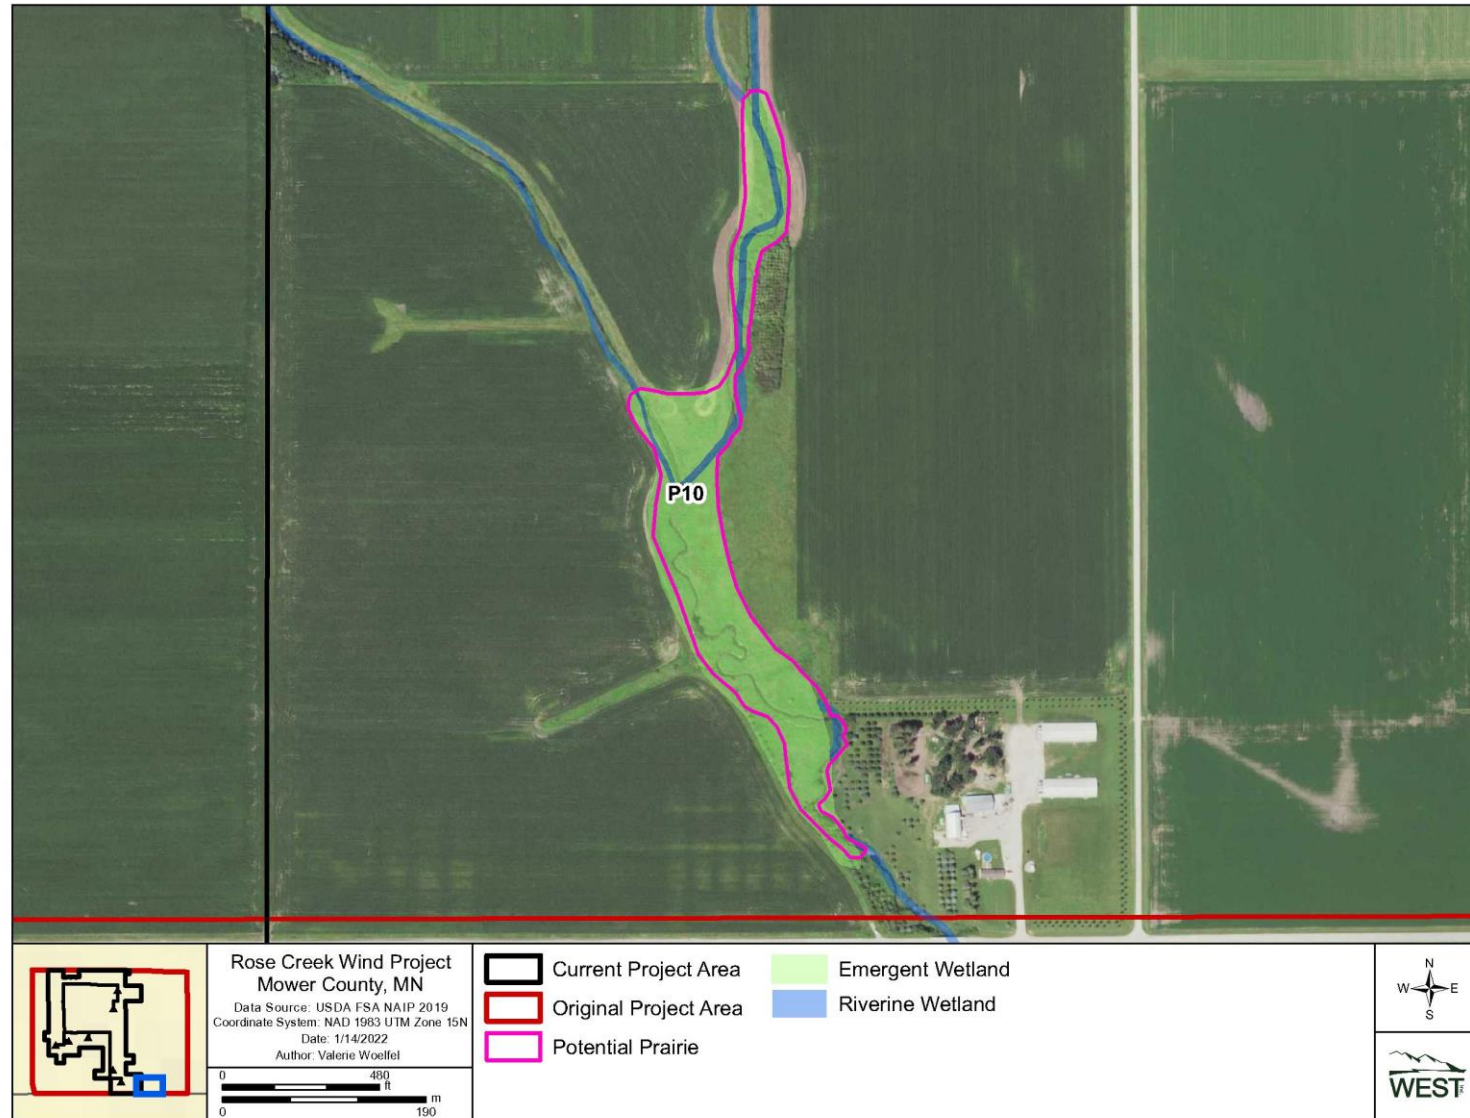 P10
Rose Creek Wind Project
Mower County, MN
Data Source: USDA FSA NAIP 2019
Coordinate System: NAD 1983 UTM Zone 15N
Date: 1/14/2022
Author: Valerie Woelfel
0 480
ft
m
0 190
Current Project Area
Original Project Area
Potential Prairie
Emergent Wetland
Riverine Wetland
N
W E
S
WEST